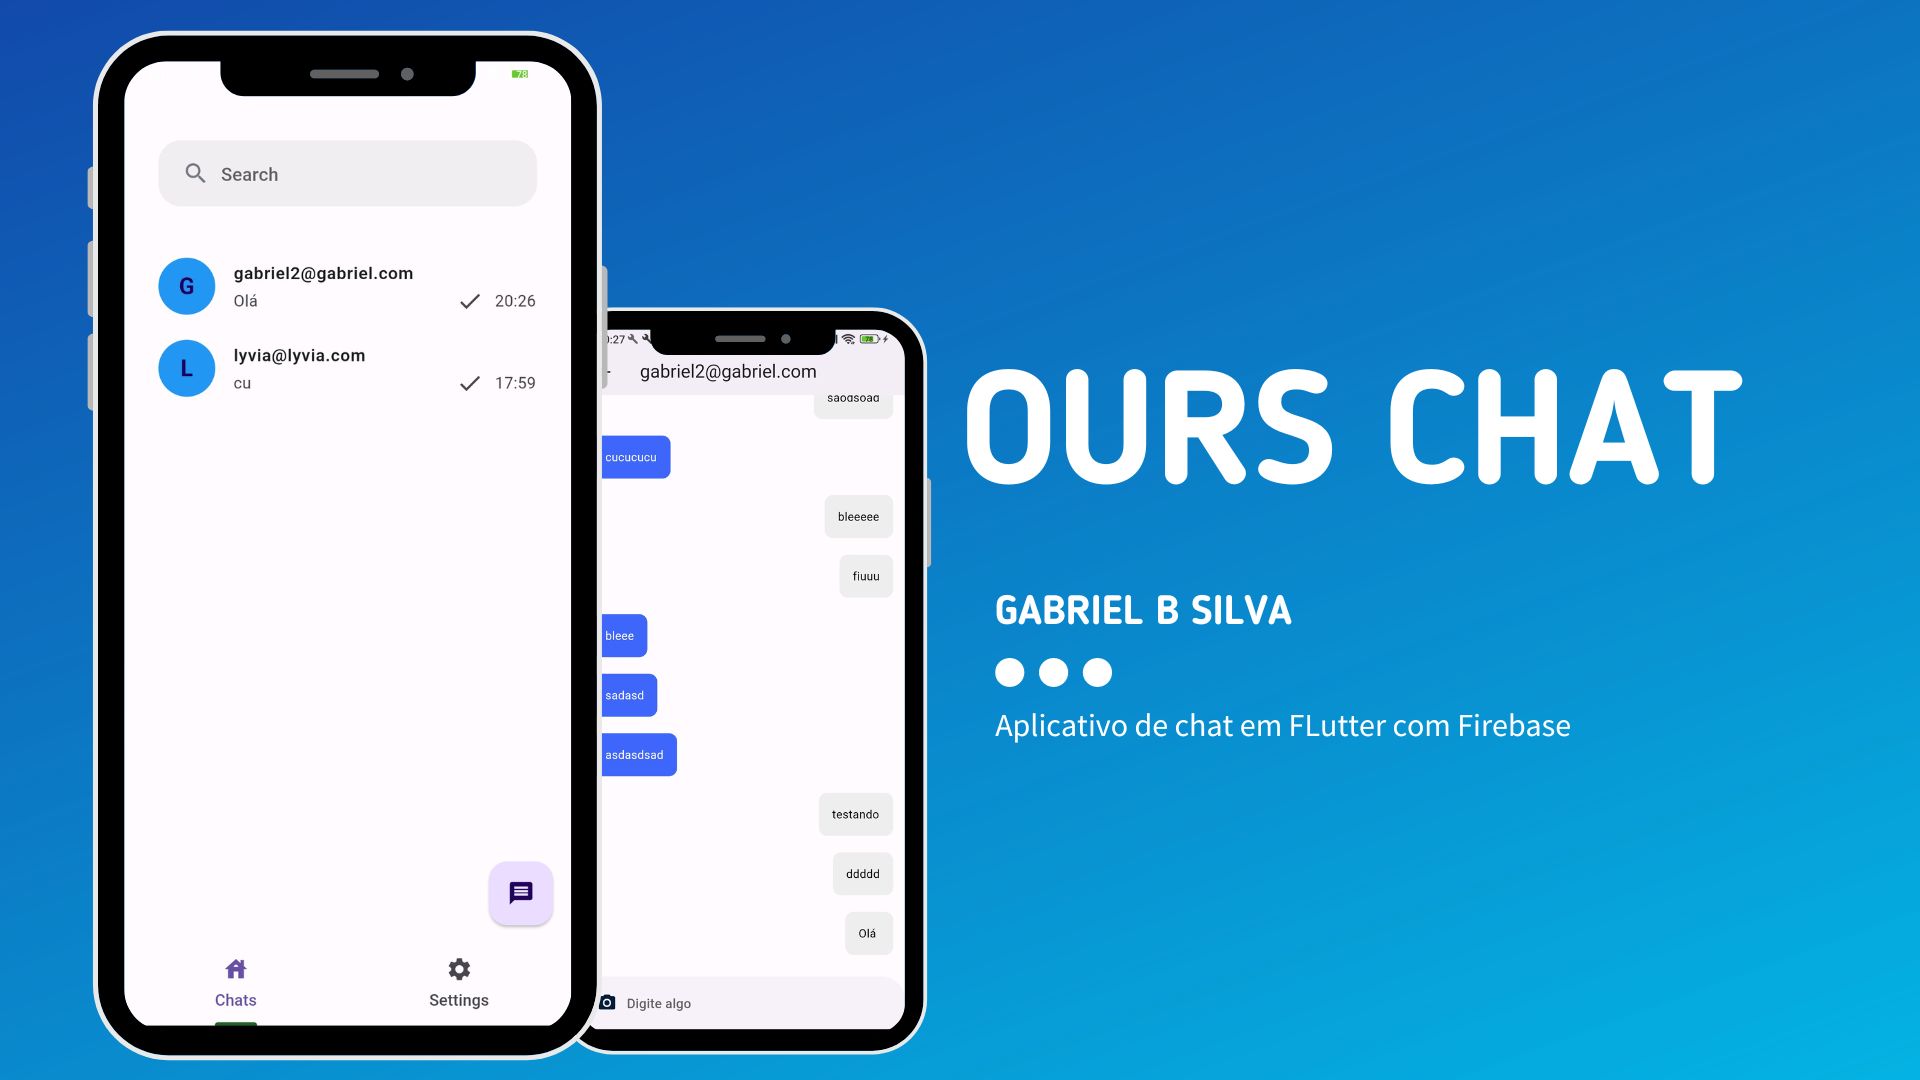 78
Search
G
gabriel2@gabriel.com
Olá
20:26
L
lyvia@lyvia.com
cu
17:59
Chats
Settings
:27
78
gabriel2@gabriel.com
saodsoad
cucucucu
bleeeee
fiuuu
bleee
sadasd
asdasdsad
testando
ddddd
Olá
Digite algo
OURS CHAT
GABRIEL B SILVA
Aplicativo de chat em FLutter com Firebase